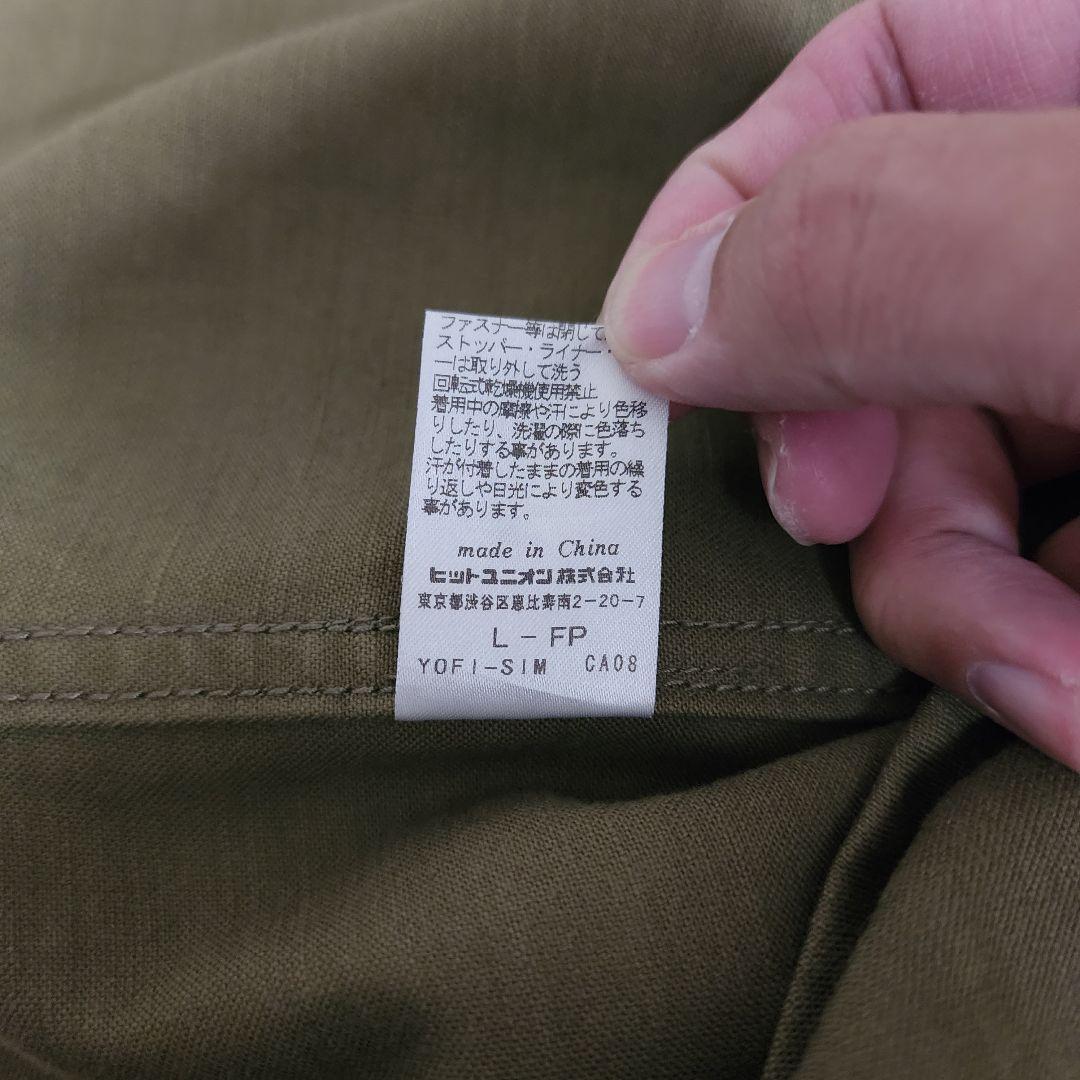 ファスナー等は閉じて
ストッパー・ライナー・
ーは取り外して洗う
回転式乾燥機使用禁止
着用中の摩擦や汗により色移
りしたり、洗濯の際に色落ち
したりする事があります。
汗が付着したままの着用の繰
り返しや日光により変色する
事があります。
made in China
ヒットユニオン株式会社
東京都渋谷区恵比寿南2-20-7
L - FP
YOFI-SIM CA08